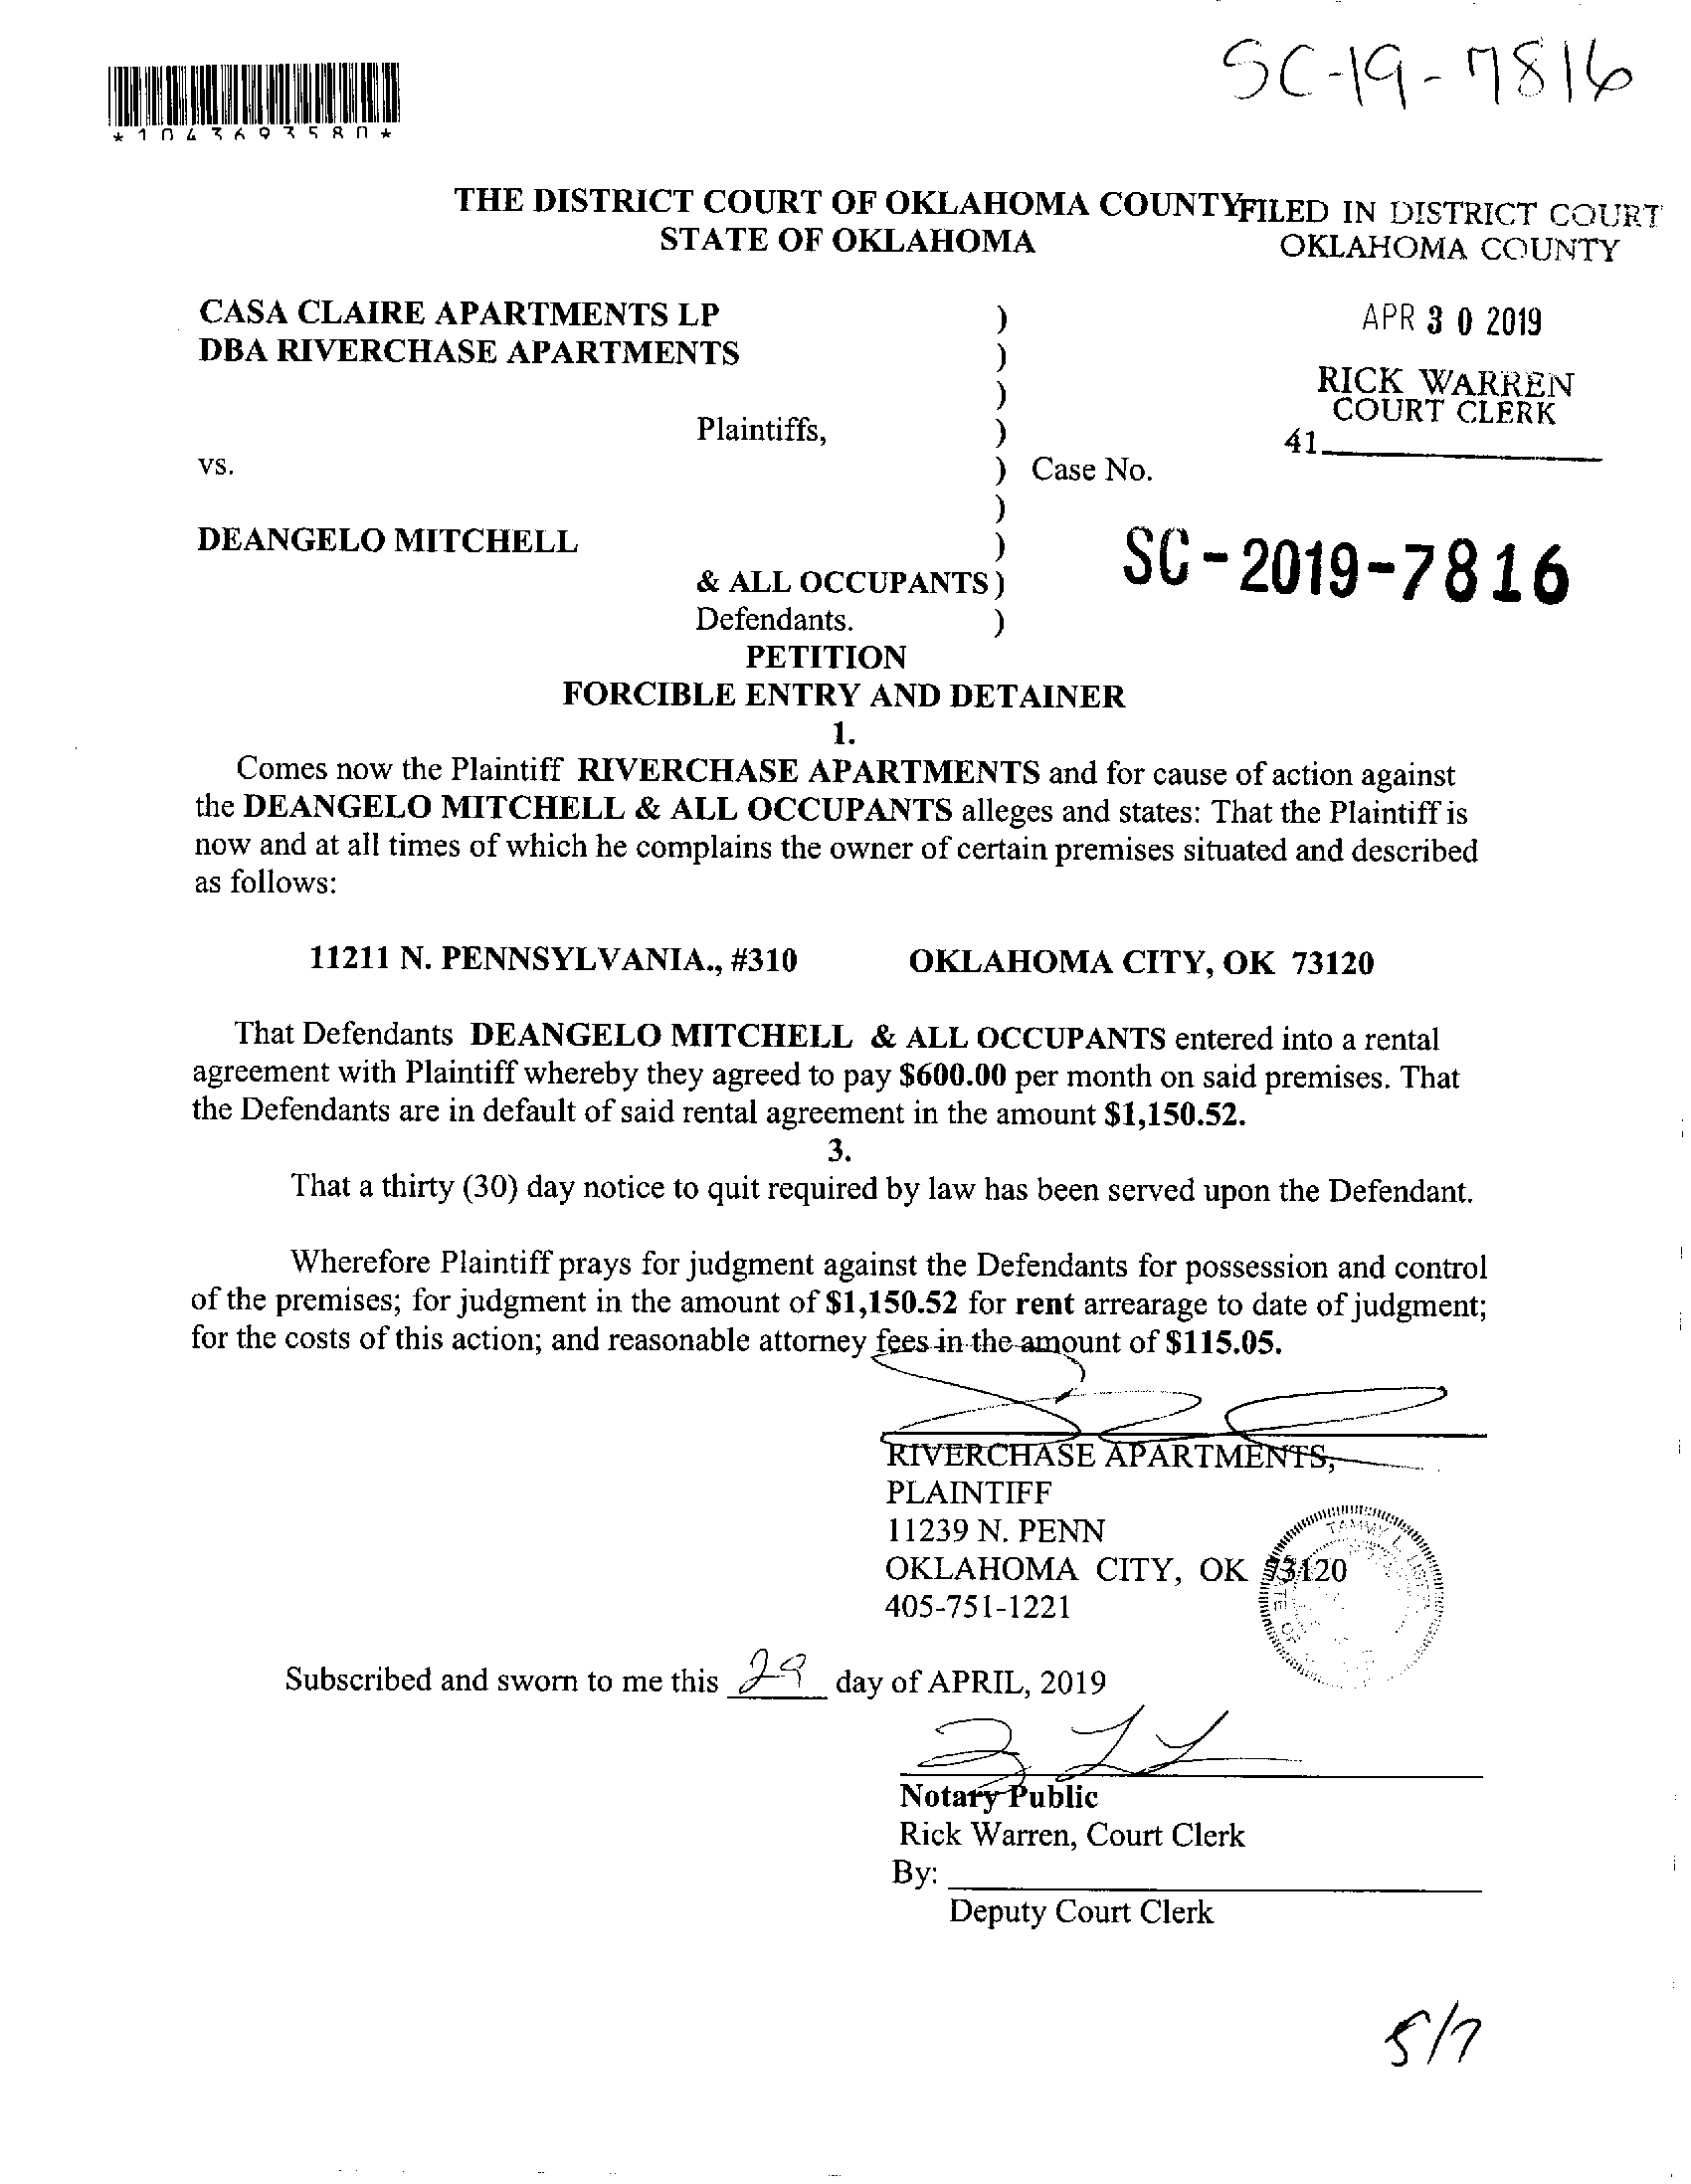 SC-19-7816
*1043693580*
THE DISTRICT COURT OF OKLAHOMA COUNTY
STATE OF OKLAHOMA
FILED IN DISTRICT COURT
OKLAHOMA COUNTY
APR 30 2019
RICK WARREN
COURT CLERK
41
CASA CLAIRE APARTMENTS LP )
DBA RIVERCHASE APARTMENTS )
)
Plaintiffs, )
vs. ) Case No.
)
DEANGELO MITCHELL )
& ALL OCCUPANTS )
Defendants. )
SC-2019-7816
PETITION
FORCIBLE ENTRY AND DETAINER
1.
Comes now the Plaintiff RIVERCHASE APARTMENTS and for cause of action against
the DEANGELO MITCHELL & ALL OCCUPANTS alleges and states: That the Plaintiff is
now and at all times of which he complains the owner of certain premises situated and described
as follows:
11211 N. PENNSYLVANIA., #310 OKLAHOMA CITY, OK 73120
That Defendants DEANGELO MITCHELL & ALL OCCUPANTS entered into a rental
agreement with Plaintiff whereby they agreed to pay $600.00 per month on said premises. That
the Defendants are in default of said rental agreement in the amount $1,150.52.
3.
That a thirty (30) day notice to quit required by law has been served upon the Defendant.
Wherefore Plaintiff prays for judgment against the Defendants for possession and control
of the premises; for judgment in the amount of $1,150.52 for rent arrearage to date of judgment;
for the costs of this action; and reasonable attorney fees in the amount of $115.05.
RIVERCHASE APARTMENTS,
PLAINTIFF
11239 N. PENN
OKLAHOMA CITY, OK 73120
405-751-1221
TAMMY L.
Subscribed and sworn to me this 29 day of APRIL, 2019
Notary Public
Rick Warren, Court Clerk
By:
Deputy Court Clerk
5/7